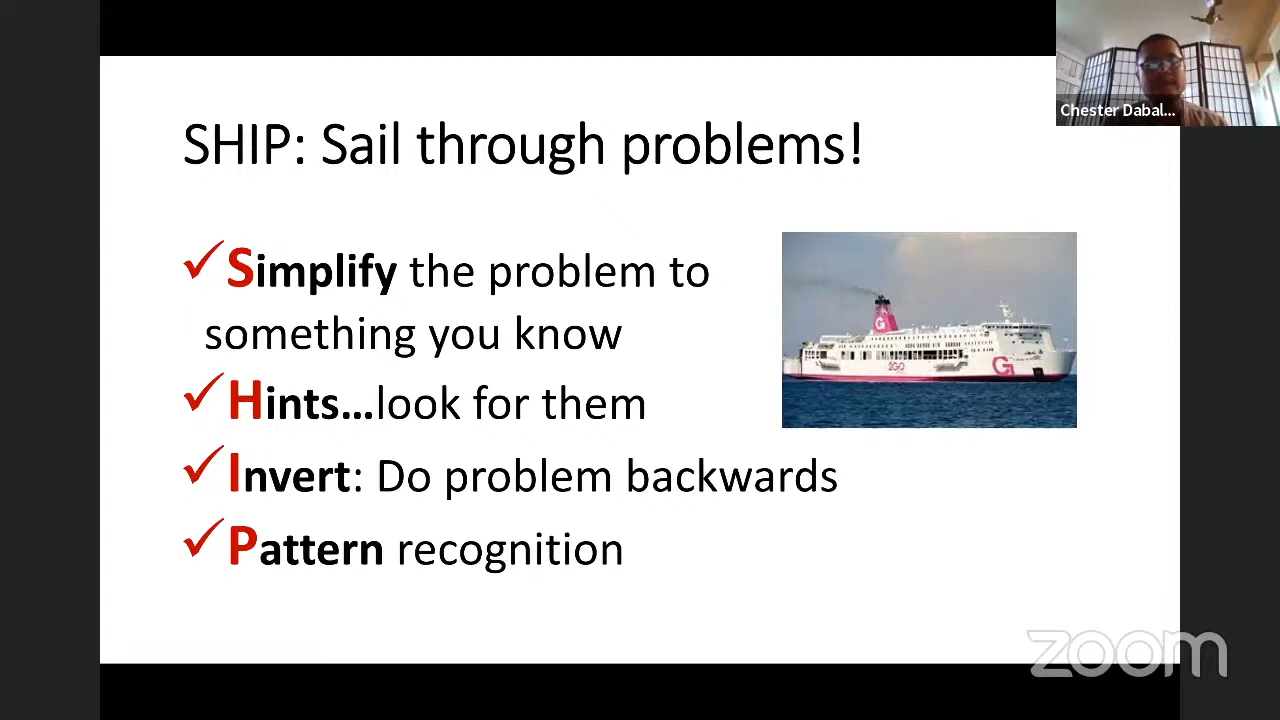 SHIP: Sail through problems!
Chester Dabal...
✓Simplify the problem to
something you know
✓Hints...look for them
✓Invert: Do problem backwards
✓Pattern recognition
G
2GO
G
zoom